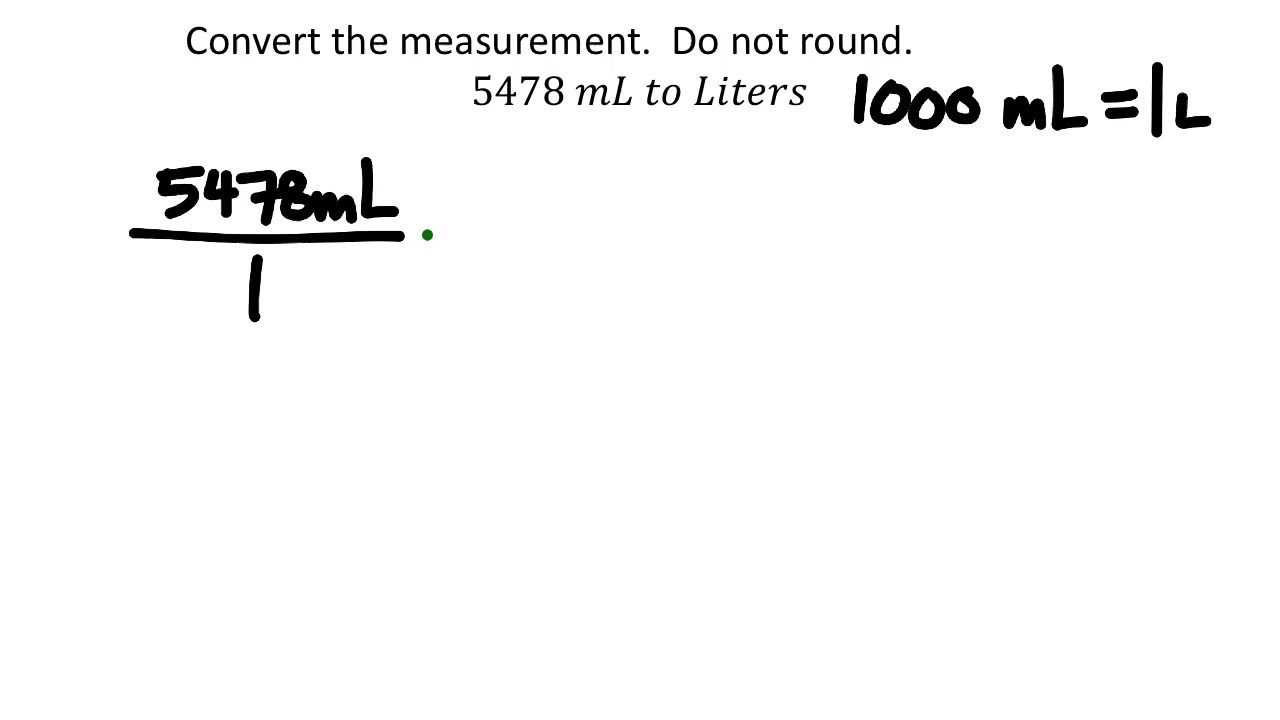 Convert the measurement. Do not round.
5478 mL to Liters
1000 mL = 1 L
5478mL
1